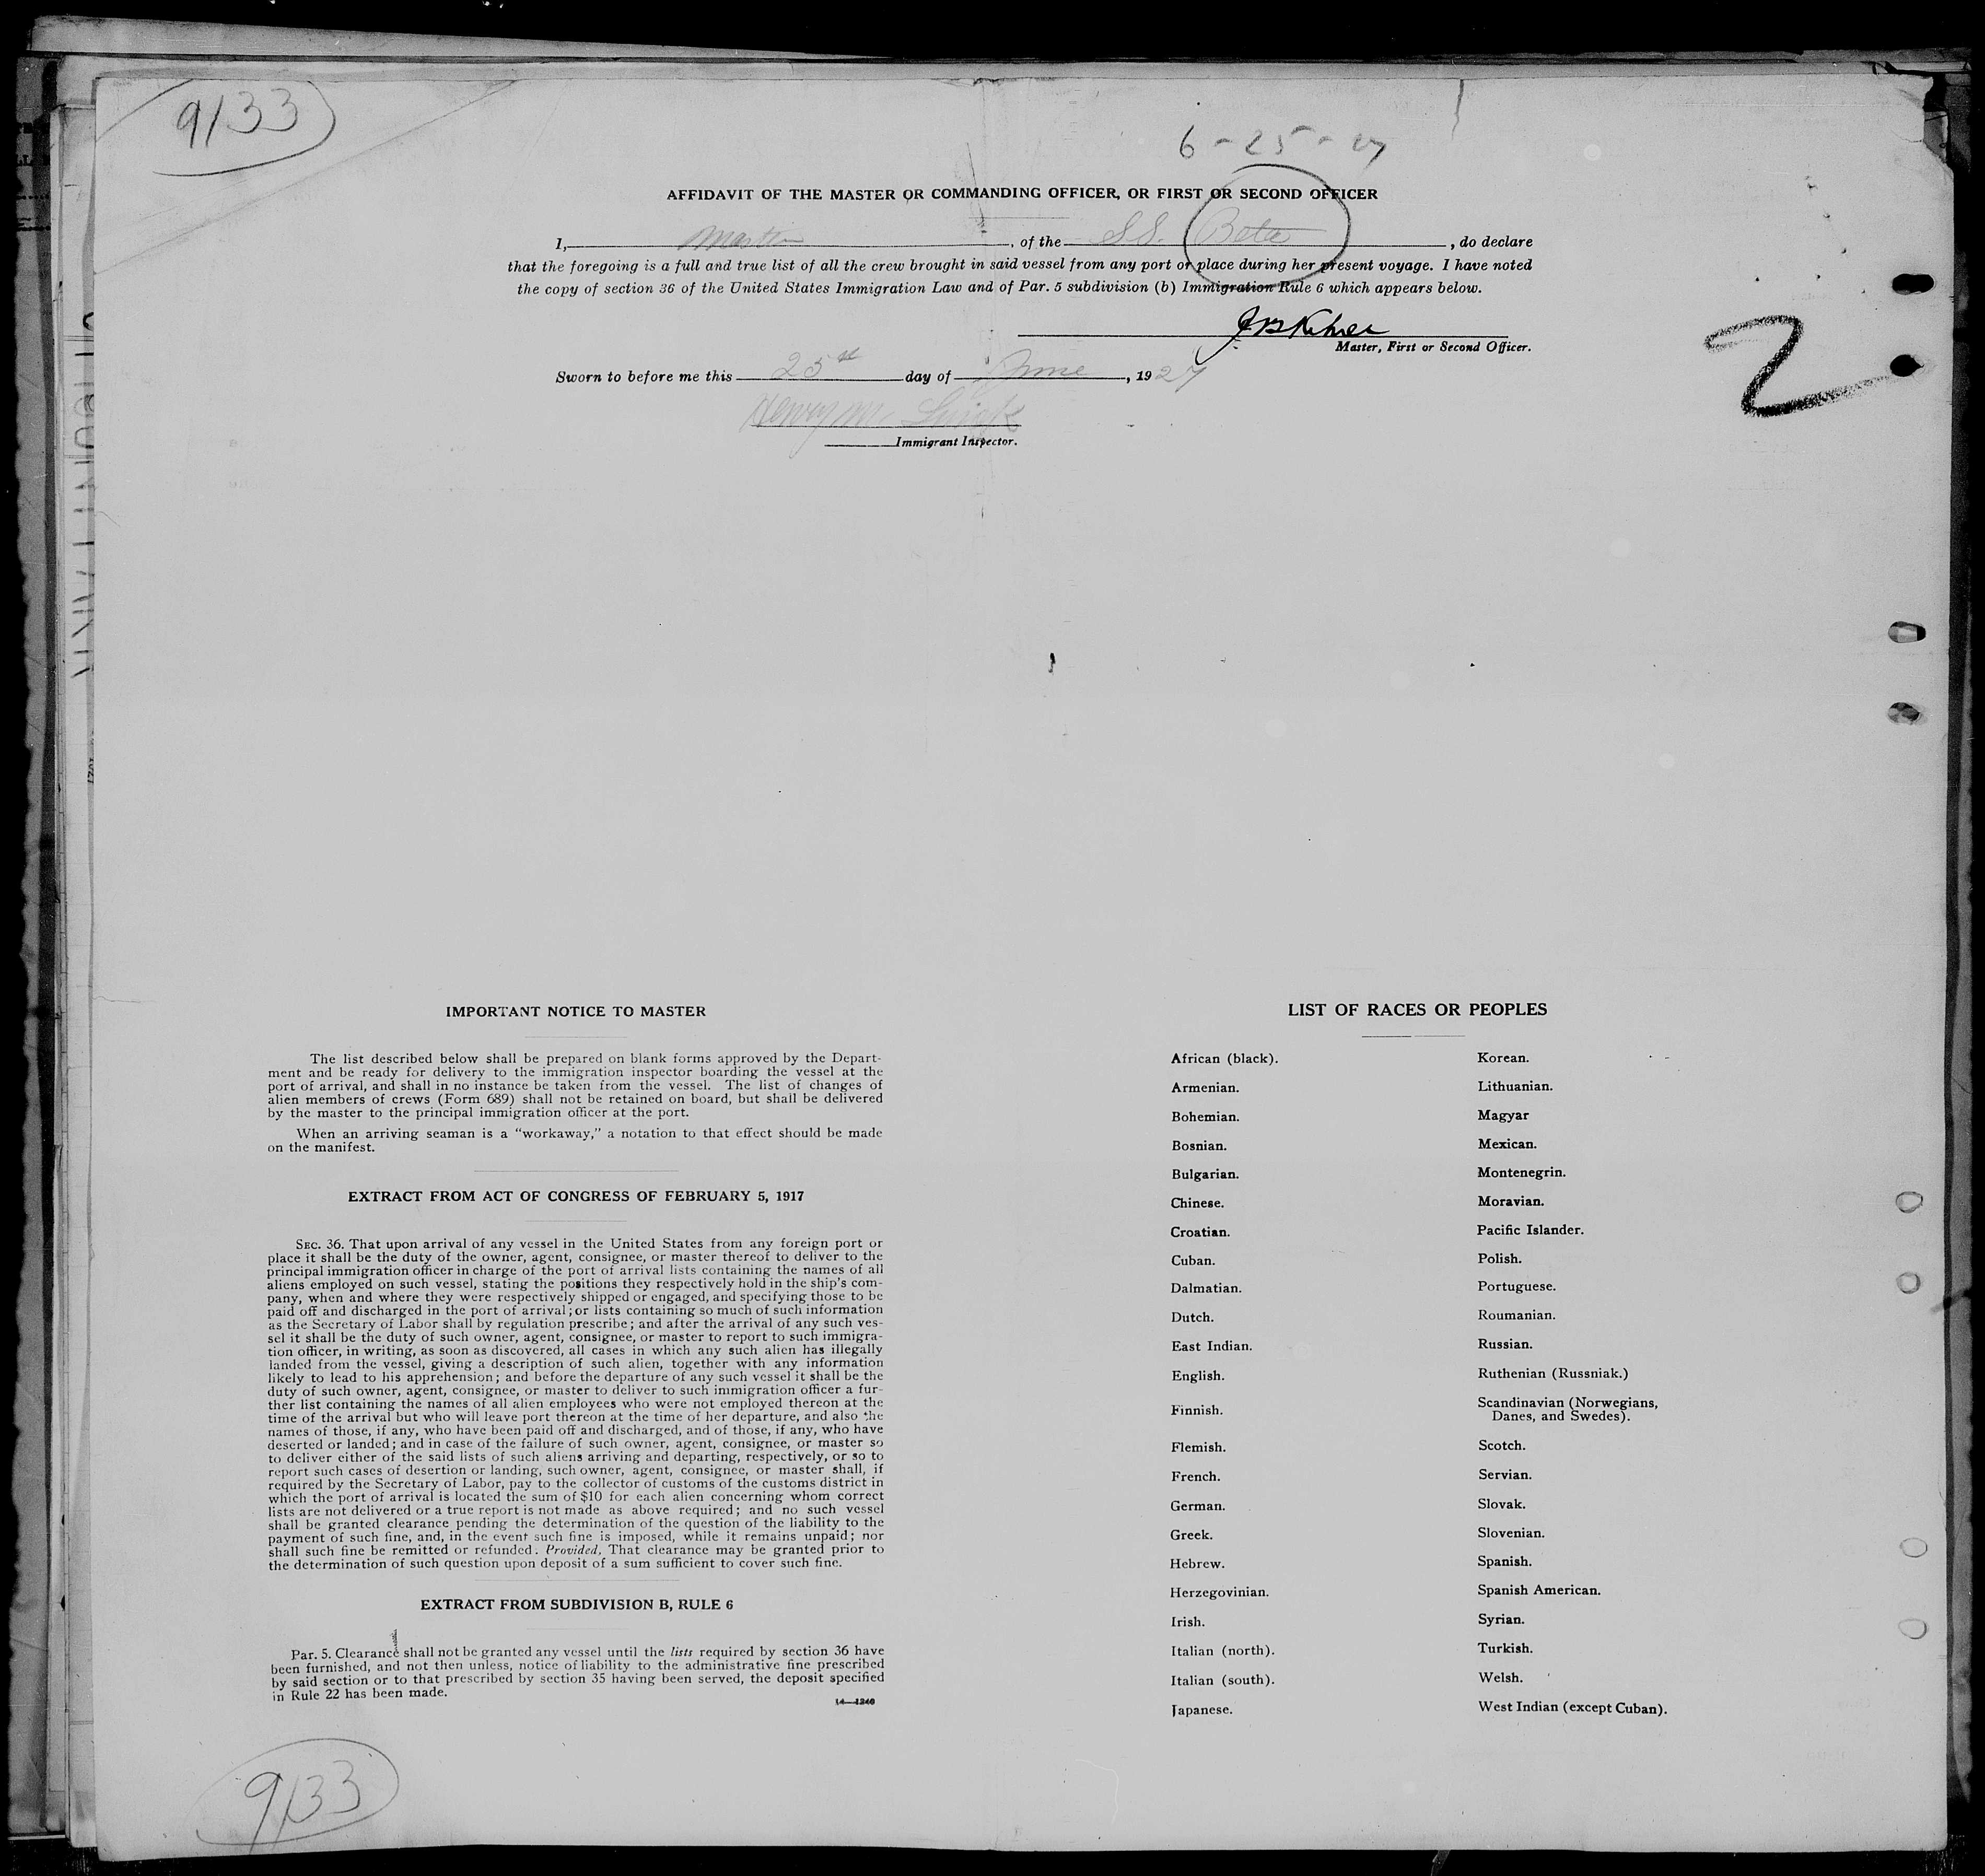 9133
6-25-27
AFFIDAVIT OF THE MASTER OR COMMANDING OFFICER, OR FIRST OR SECOND OFFICER
I, Master, of the SS. Beta, do declare
that the foregoing is a full and true list of all the crew brought in said vessel from any port or place during her present voyage. I have noted
the copy of section 36 of the United States Immigration Law and of Par. 5 subdivision (b) Immigration Rule 6 which appears below.
Master, First or Second Officer.
2
Sworn to before me this 25th day of June, 1927
Henry M.
Immigrant Inspector.
IMPORTANT NOTICE TO MASTER
The list described below shall be prepared on blank forms approved by the Depart-
ment and be ready for delivery to the immigration inspector boarding the vessel at the
port of arrival, and shall in no instance be taken from the vessel. The list of changes of
alien members of crews (Form 689) shall not be retained on board, but shall be delivered
by the master to the principal immigration officer at the port.
When an arriving seaman is a “workaway,” a notation to that effect should be made
on the manifest.
EXTRACT FROM ACT OF CONGRESS OF FEBRUARY 5, 1917
SEC. 36. That upon arrival of any vessel in the United States from any foreign port or
place it shall be the duty of the owner, agent, consignee, or master thereof to deliver to the
principal immigration officer in charge of the port of arrival lists containing the names of all
aliens employed on such vessel, stating the positions they respectively hold in the ship’s com-
pany, when and where they were respectively shipped or engaged, and specifying those to be
paid off and discharged in the port of arrival; or lists containing so much of such information
as the Secretary of Labor shall by regulation prescribe; and after the arrival of any such ves-
sel it shall be the duty of such owner, agent, consignee, or master to report to such immigra-
tion officer, in writing, as soon as discovered, all cases in which any such alien has illegally
landed from the vessel, giving a description of such alien, together with any information
likely to lead to his apprehension; and before the departure of any such vessel it shall be the
duty of such owner, agent, consignee, or master to deliver to such immigration officer a fur-
ther list containing the names of all alien employees who were not employed thereon at the
time of the arrival but who will leave port thereon at the time of her departure, and also the
names of those, if any, who have been paid off and discharged, and of those, if any, who have
deserted or landed; and in case of the failure of such owner, agent, consignee, or master so
to deliver either of the said lists of such aliens arriving and departing, respectively, or so to
report such cases of desertion or landing, such owner, agent, consignee, or master shall, if
required by the Secretary of Labor, pay to the collector of customs of the customs district in
which the port of arrival is located the sum of $10 for each alien concerning whom correct
lists are not delivered or a true report is not made as above required; and no such vessel
shall be granted clearance pending the determination of the question of the liability to the
payment of such fine, and, in the event such fine is imposed, while it remains unpaid; nor
shall such fine be remitted or refunded. Provided, That clearance may be granted prior to
the determination of such question upon deposit of a sum sufficient to cover such fine.
EXTRACT FROM SUBDIVISION B, RULE 6
Par. 5. Clearance shall not be granted any vessel until the lists required by section 36 have
been furnished, and not then unless, notice of liability to the administrative fine prescribed
by said section or to that prescribed by section 35 having been served, the deposit specified
in Rule 22 has been made.
14—1240
LIST OF RACES OR PEOPLES
African (black).
Armenian.
Bohemian.
Bosnian.
Bulgarian.
Chinese.
Croatian.
Cuban.
Dalmatian.
Dutch.
East Indian.
English.
Finnish.
Flemish.
French.
German.
Greek.
Hebrew.
Herzegovinian.
Irish.
Italian (north).
Italian (south).
Japanese.
Korean.
Lithuanian.
Magyar
Mexican.
Montenegrin.
Moravian.
Pacific Islander.
Polish.
Portuguese.
Roumanian.
Russian.
Ruthenian (Russniak.)
Scandinavian (Norwegians,
Danes, and Swedes).
Scotch.
Servian.
Slovak.
Slovenian.
Spanish.
Spanish American.
Syrian.
Turkish.
Welsh.
West Indian (except Cuban).
9133